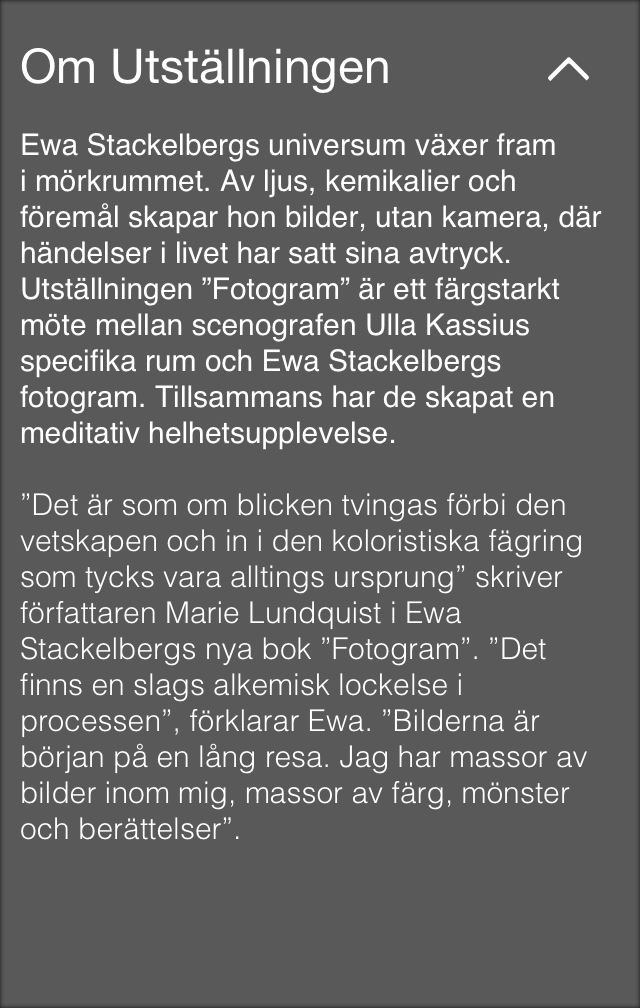 Om Utställningen
Ewa Stackelbergs universum växer fram
i mörkrummet. Av ljus, kemikalier och
föremål skapar hon bilder, utan kamera, där
händelser i livet har satt sina avtryck.
Utställningen ”Fotogram” är ett färgstarkt
möte mellan scenografen Ulla Kassius
specifika rum och Ewa Stackelbergs
fotogram. Tillsammans har de skapat en
meditativ helhetsupplevelse.
”Det är som om blicken tvingas förbi den
vetskapen och in i den koloristiska fägring
som tycks vara alltings ursprung” skriver
författaren Marie Lundquist i Ewa
Stackelbergs nya bok ”Fotogram”. ”Det
finns en slags alkemisk lockelse i
processen”, förklarar Ewa. ”Bilderna är
början på en lång resa. Jag har massor av
bilder inom mig, massor av färg, mönster
och berättelser”.